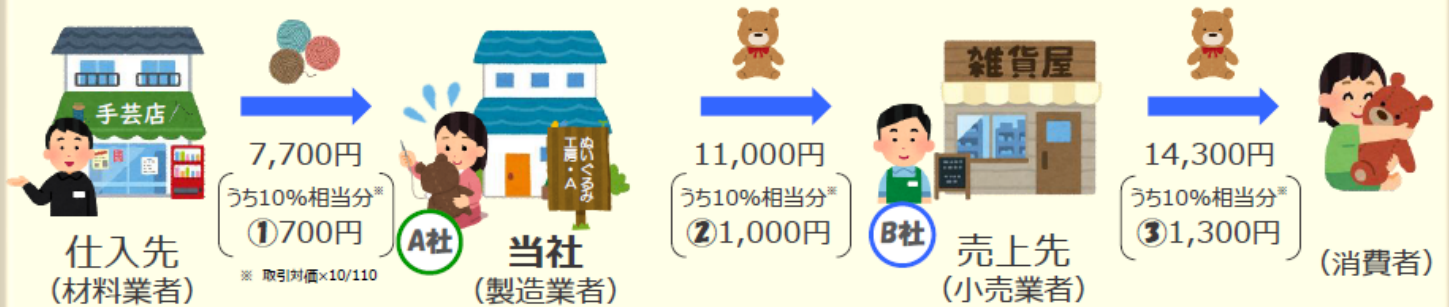 手芸店
7,700円
うち10%相当分※
①700円
※ 取引対価×10/110
仕入先
(材料業者)
ぬいぐるみ
工房・A
A社
当社
(製造業者)
11,000円
うち10%相当分※
②1,000円
雑貨屋
B社
売上先
(小売業者)
14,300円
うち10%相当分※
③1,300円
(消費者)